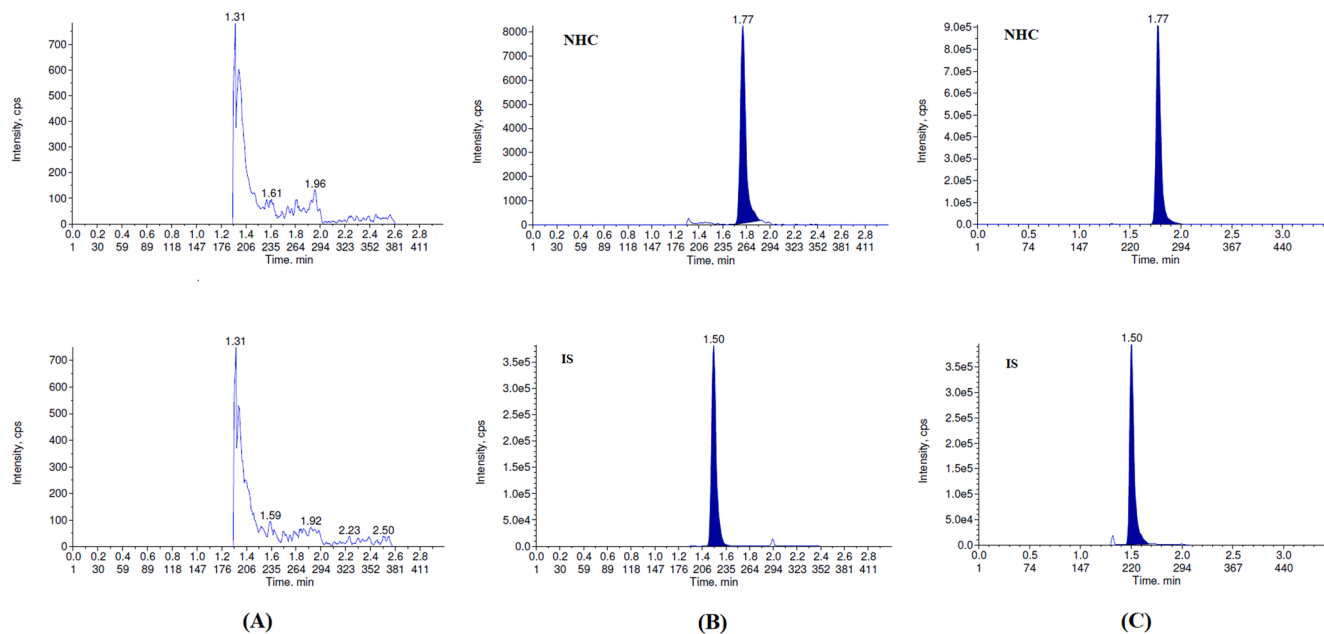 1.31
700
600
500
400
300
200
100
0
Intensity, cps
1.61
1.96
0.0 0.2 0.4 0.6 0.8 1.0 1.2 1.4 1.6 1.8 2.0 2.2 2.4 2.6 2.8
1 30 59 89 118 147 176 206 235 264 294 323 352 381 411
Time, min
1.77
NHC
8000
7000
6000
5000
4000
3000
2000
1000
0
Intensity, cps
0.0 0.2 0.4 0.6 0.8 1.0 1.2 1.4 1.6 1.8 2.0 2.2 2.4 2.6 2.8
1 30 59 89 118 147 176 206 235 264 294 323 352 381 411
Time, min
1.77
NHC
9.0e5
8.0e5
7.0e5
6.0e5
5.0e5
4.0e5
3.0e5
2.0e5
1.0e5
0.0
Intensity, cps
0.0 0.5 1.0 1.5 2.0 2.5 3.0
1 74 147 220 294 367 440
Time, min
1.31
700
600
500
400
300
200
100
0
Intensity, cps
1.59
1.92
2.23
2.50
0.0 0.2 0.4 0.6 0.8 1.0 1.2 1.4 1.6 1.8 2.0 2.2 2.4 2.6 2.8
1 30 59 89 118 147 176 206 235 264 294 323 352 381 411
Time, min
1.50
IS
3.5e5
3.0e5
2.5e5
2.0e5
1.5e5
1.0e5
5.0e4
0.0
Intensity, cps
0.0 0.2 0.4 0.6 0.8 1.0 1.2 1.4 1.6 1.8 2.0 2.2 2.4 2.6 2.8
1 30 59 89 118 147 176 206 235 264 294 323 352 381 411
Time, min
1.50
IS
3.5e5
3.0e5
2.5e5
2.0e5
1.5e5
1.0e5
5.0e4
0.0
Intensity, cps
0.0 0.5 1.0 1.5 2.0 2.5 3.0
1 74 147 220 294 367 440
Time, min
(A) (B) (C)